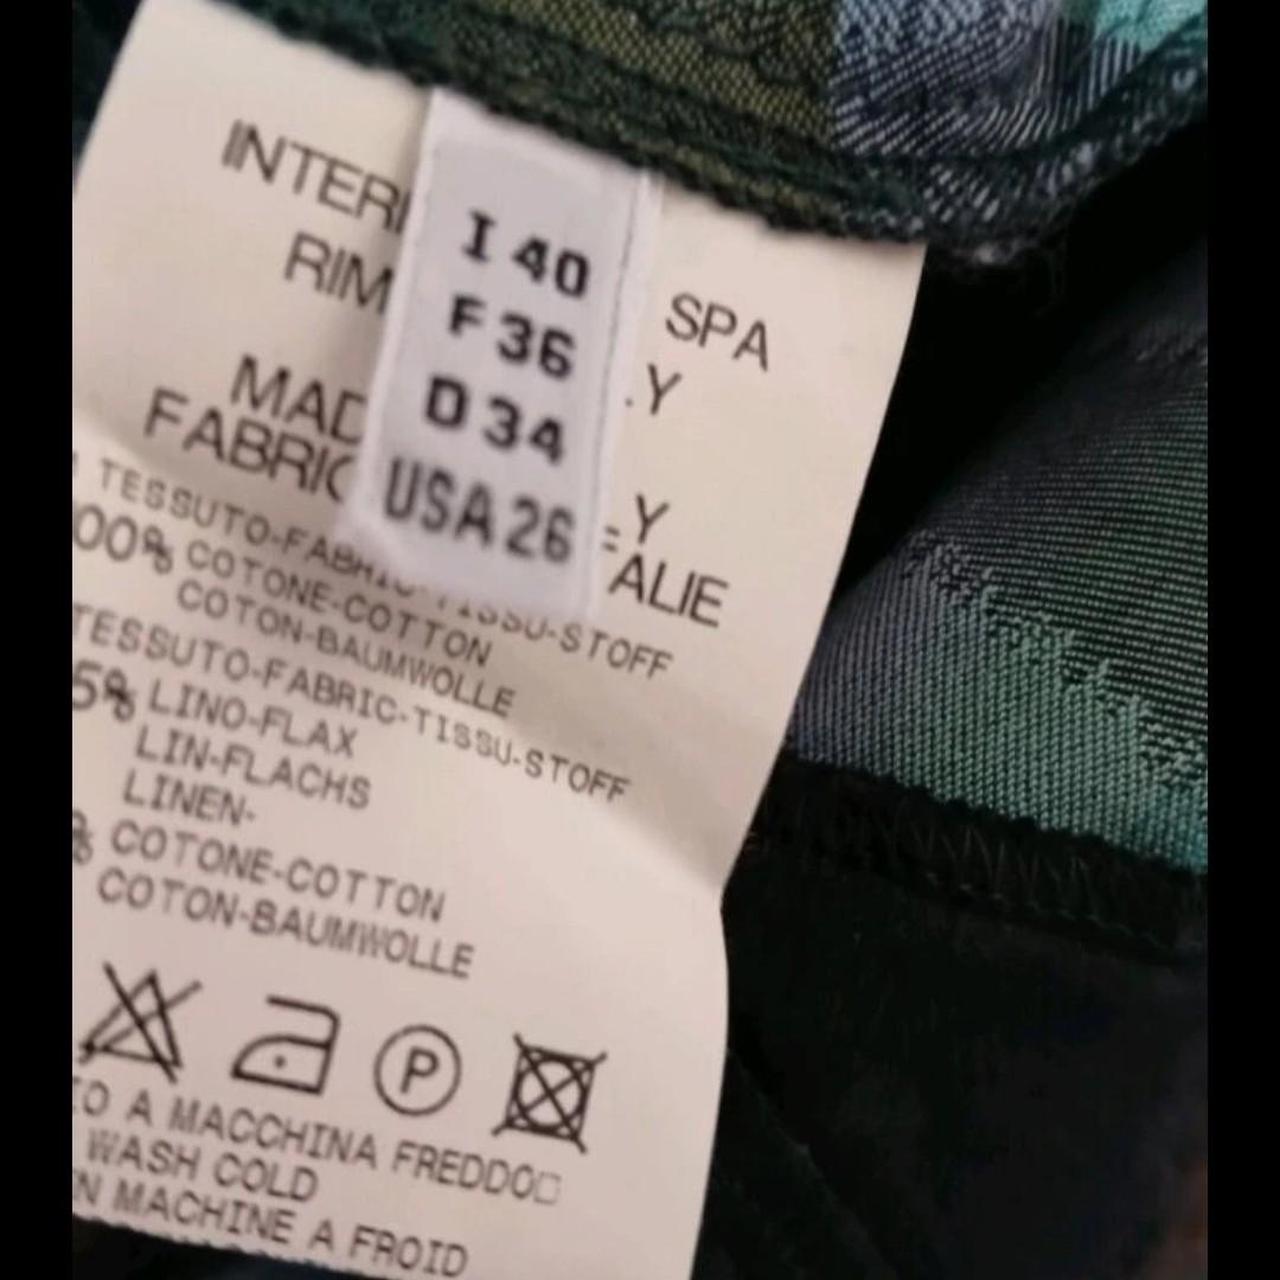 INTER
RIM
SPA
.Y
I 40
F 36
D 34
USA 26
MAD
FABRIC
Y
ALIE
TESSUTO-FABRIC-TISSU-STOFF
00% COTONE-COTTON
COTON-BAUMWOLLE
TESSUTO-FABRIC-TISSU-STOFF
5% LINO-FLAX
LIN-FLACHS
LINEN-
% COTONE-COTTON
COTON-BAUMWOLLE
P
IO A MACCHINA FREDDO□
WASH COLD
N MACHINE A FROID